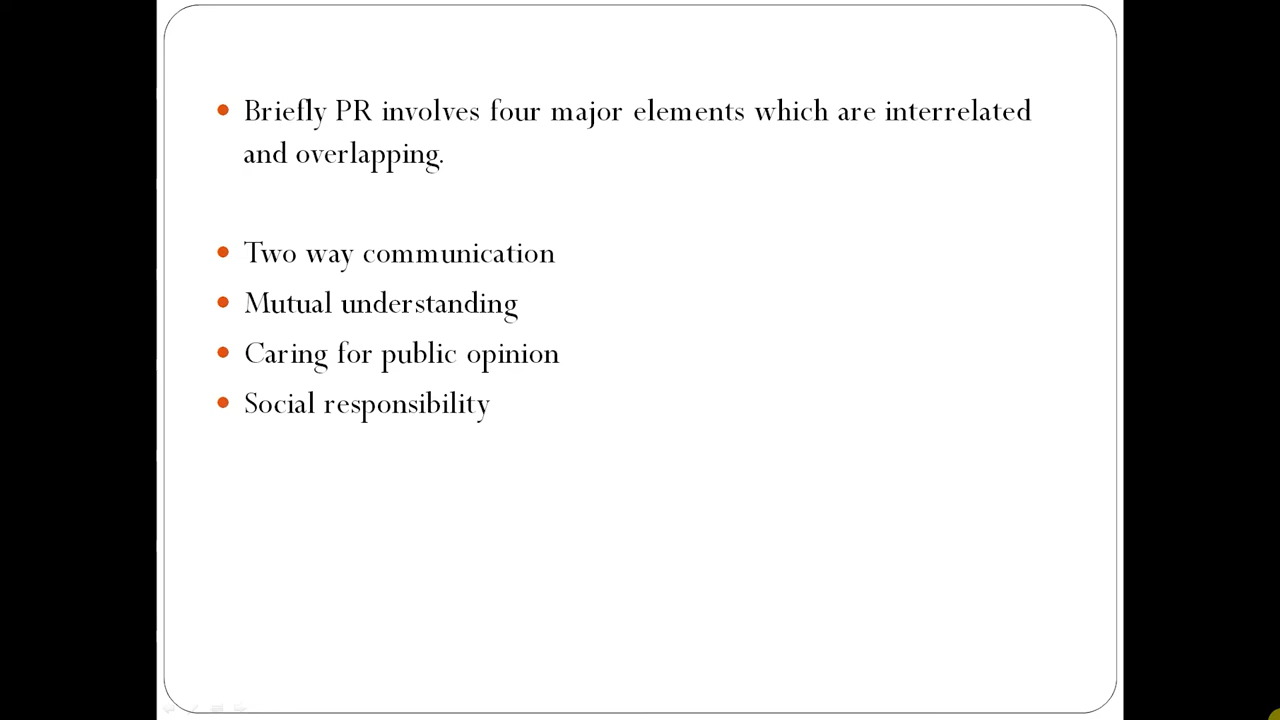 Briefly PR involves four major elements which are interrelated
and overlapping.
Two way communication
Mutual understanding
Caring for public opinion
Social responsibility